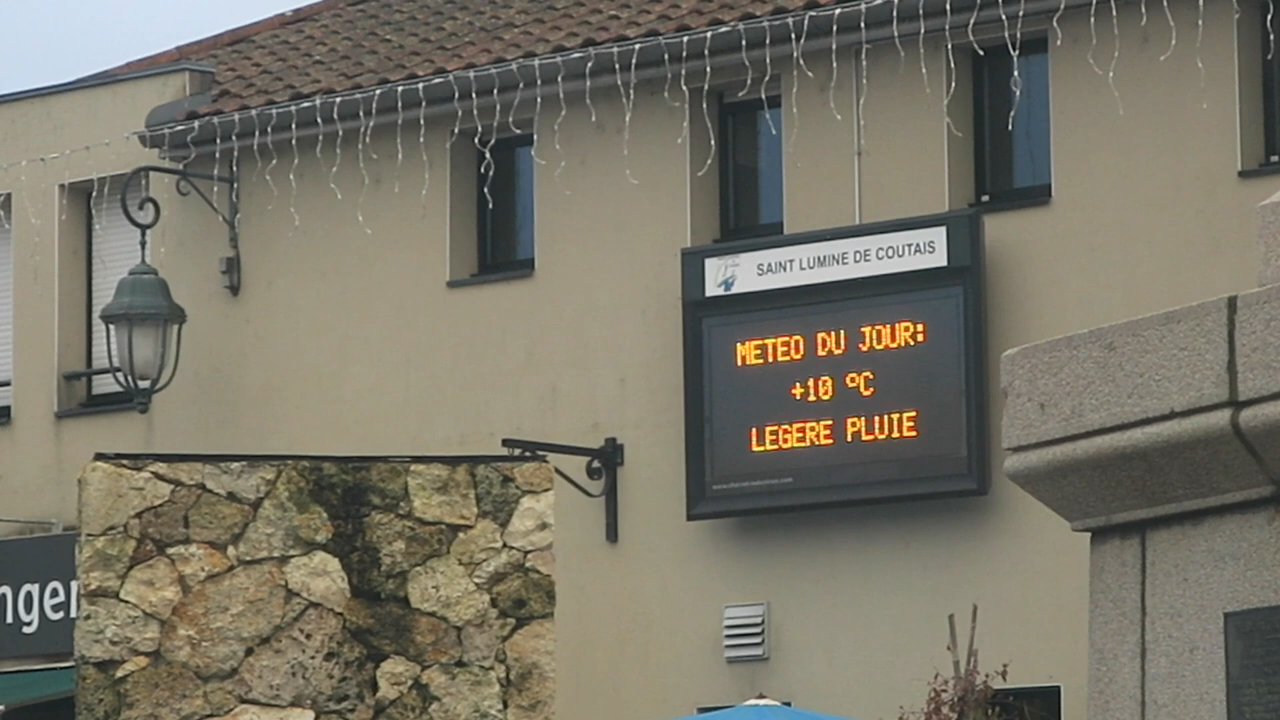 SAINT LUMINE DE COUTAIS
METEO DU JOUR:
+10 °C
LEGERE PLUIE
nger